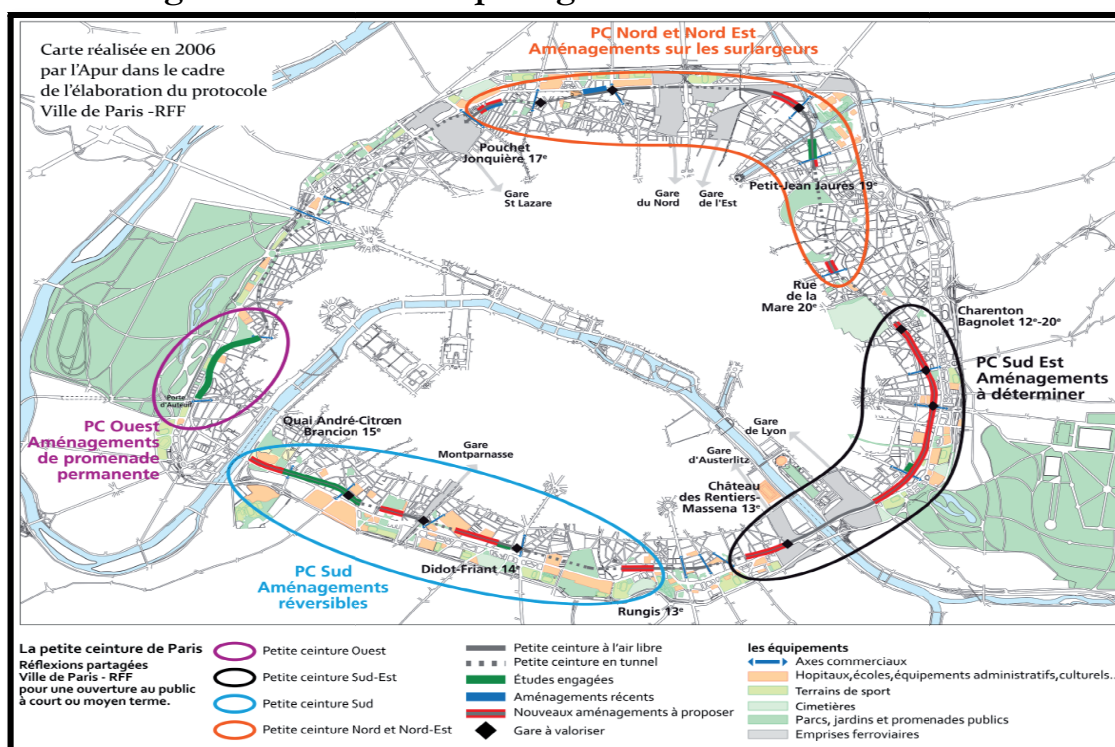 Carte réalisée en 2006
par l'Apur dans le cadre
de l'élaboration du protocole
Ville de Paris -RFF
PC Nord et Nord Est
Aménagements sur les surlargeurs
Pouchet
Jonquière 17e
Gare
St Lazare
Gare
du Nord
Gare
de l'Est
Petit-Jean Jaurès 19e
Rue
de la
Mare 20e
Charenton
Bagnolet 12e-20e
PC Sud Est
Aménagements
à déterminer
Porte
d'Auteuil
PC Ouest
Aménagements
de promenade
permanente
Quai André-Citrœn
Brancion 15e
Gare
Montparnasse
Gare
de Lyon
Gare
d'Austerlitz
Château
des Rentiers-
Massena 13e
Didot-Friant 14e
PC Sud
Aménagements
réversibles
Rungis 13e
La petite ceinture de Paris
Réflexions partagées
Ville de Paris - RFF
pour une ouverture au public
à court ou moyen terme.
Petite ceinture Ouest
Petite ceinture Sud-Est
Petite ceinture Sud
Petite ceinture Nord et Nord-Est
Petite ceinture à l'air libre
Petite ceinture en tunnel
Études engagées
Aménagements récents
Nouveaux aménagements à proposer
Gare à valoriser
les équipements
Axes commerciaux
Hopitaux,écoles,équipements administratifs,culturels..
Terrains de sport
Cimetières
Parcs, jardins et promenades publics
Emprises ferroviaires